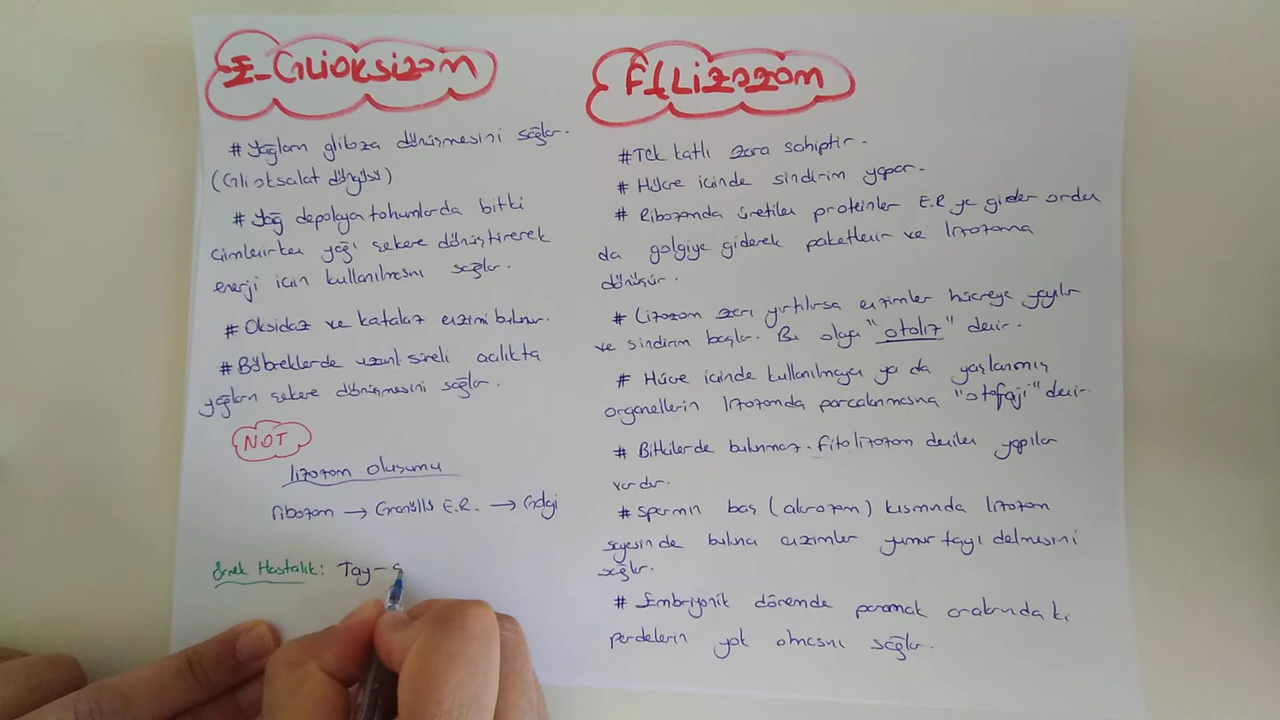 E-Glioksizom
# Yağların glikoza dönüşmesini sağlar.
(Glioksalat döngüsü)
# Yağ depolayan tohumlarda bitki
çimlenirken yağı şekere dönüştürerek
enerji için kullanılmasını sağlar.
# Oksidaz ve katalaz enzimi bulunur.
# Böbreklerde uzun süreli açlıkta
yağların şekere dönüşmesini sağlar.
NOT
lizozom oluşumu
ribozom → Granüllü E.R. → Golgi
Örnek Hastalık: Tay-s
F) Lizozom
# Tek katlı zara sahiptir.
# Hücre içinde sindirim yapar.
# Ribozomda üretilen proteinler E.R ye gider ordan
da golgiye giderek paketlenir ve lizozoma
dönüşür.
# Lizozom zarı yırtılırsa enzimler hücreye yayılır
ve sindirim başlar. Bu olaya "otoliz" denir.
# Hücre içinde kullanılmayan ya da yaşlanmış
organellerin lizozomda parçalanmasına "otofaji" denir.
# Bitkilerde bulunmaz. Fitolizozom denilen yapılar
vardır.
# Spermin baş (akrozom) kısmında lizozom
sayesinde bulunan enzimler yumurtayı delmesini
sağlar.
# Embriyonik dönemde parmak arasındaki
perdelerin yok olmasını sağlar.